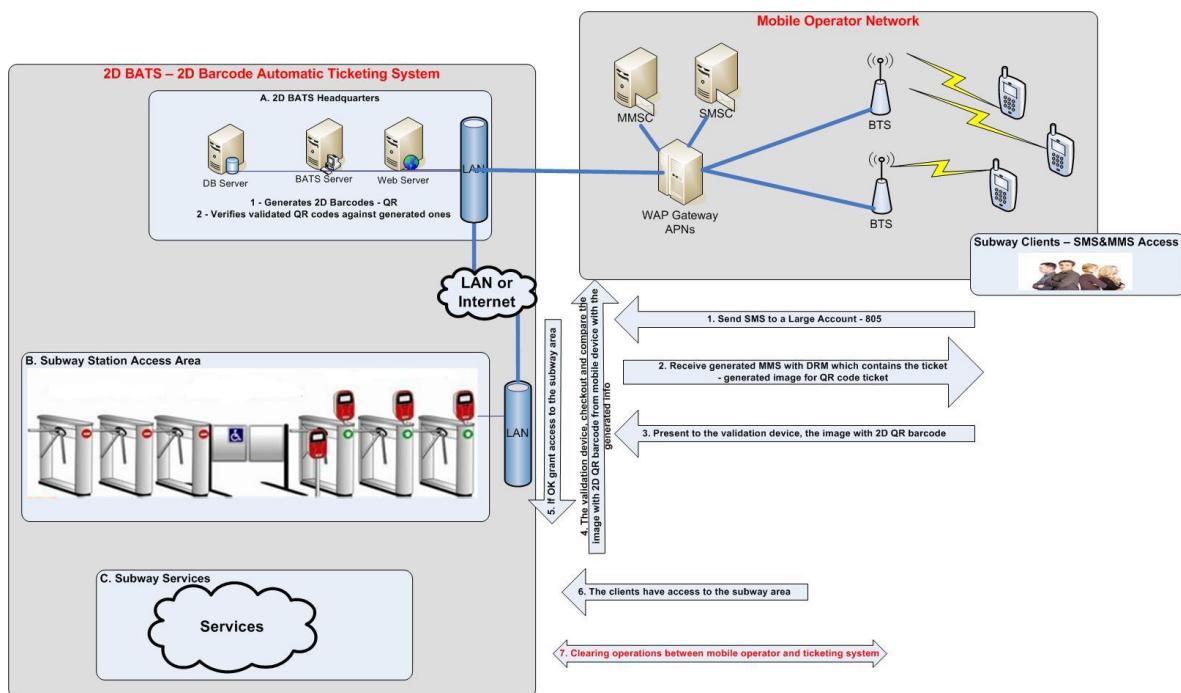 Mobile Operator Network
MMSC
SMSC
BTS
WAP Gateway
APNs
BTS
Subway Clients – SMS&MMS Access
2D BATS – 2D Barcode Automatic Ticketing System
A. 2D BATS Headquarters
DB Server
BATS Server
Web Server
LAN
1 - Generates 2D Barcodes - QR
2 - Verifies validated QR codes against generated ones
LAN or
Internet
B. Subway Station Access Area
LAN
C. Subway Services
Services
1. Send SMS to a Large Account - 805
2. Receive generated MMS with DRM which contains the ticket
- generated image for QR code ticket
3. Present to the validation device, the image with 2D QR barcode
4. The validation device, checkout and compare the
image with 2D QR barcode from mobile device with the
generated info
5. If OK grant access to the subway area
6. The clients have access to the subway area
7. Clearing operations between mobile operator and ticketing system